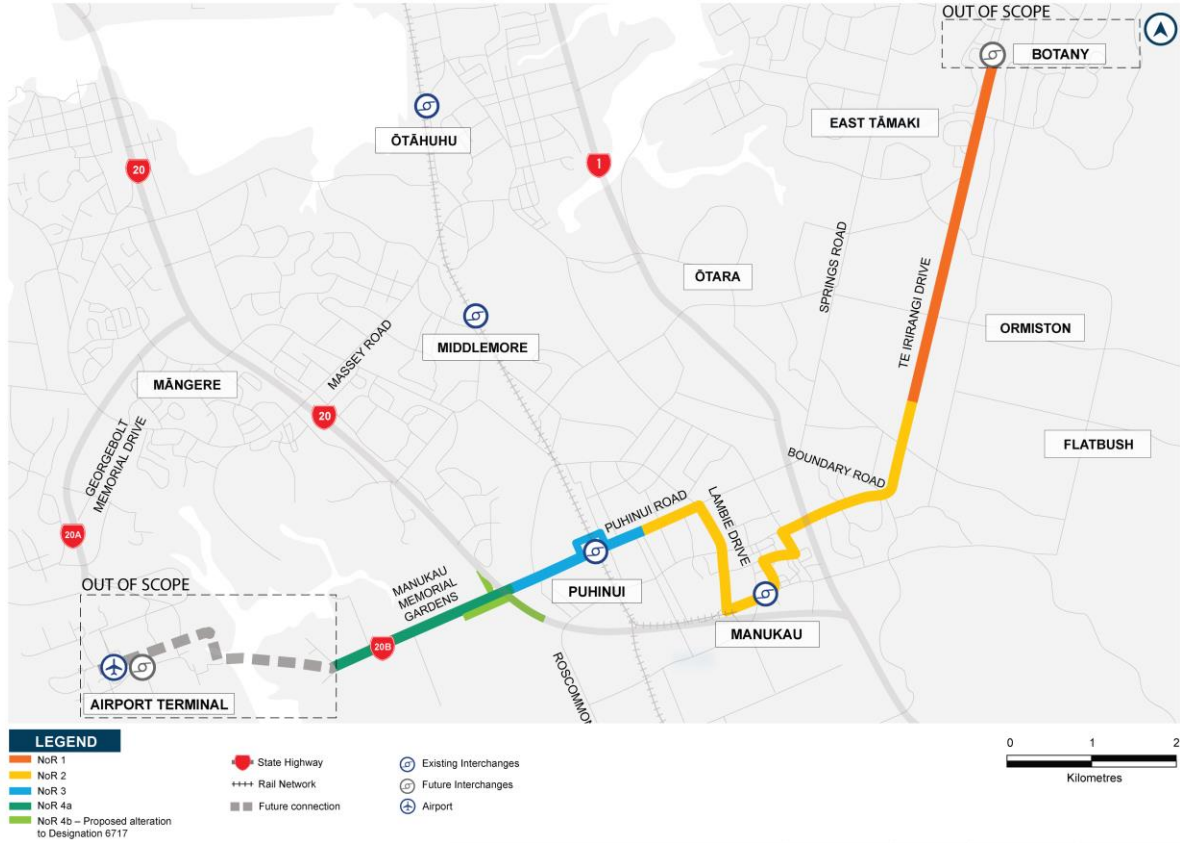 OUT OF SCOPE
BOTANY
EAST TĀMAKI
ŌTĀHUHU
20
1
SPRINGS ROAD
ŌTARA
TE IRIRANGI DRIVE
ORMISTON
MIDDLEMORE
MASSEY ROAD
MĀNGERE
20
GEORGEBOLT
MEMORIAL DRIVE
FLATBUSH
BOUNDARY ROAD
LAMBIE DRIVE
PUHINUI ROAD
20A
OUT OF SCOPE
MANUKAU
MEMORIAL
GARDENS
PUHINUI
MANUKAU
20B
ROSCOMMON
AIRPORT TERMINAL
LEGEND
NoR 1
NoR 2
NoR 3
NoR 4a
NoR 4b – Proposed alteration
to Designation 6717
State Highway
Rail Network
Future connection
Existing Interchanges
Future Interchanges
Airport
0 1 2
Kilometres